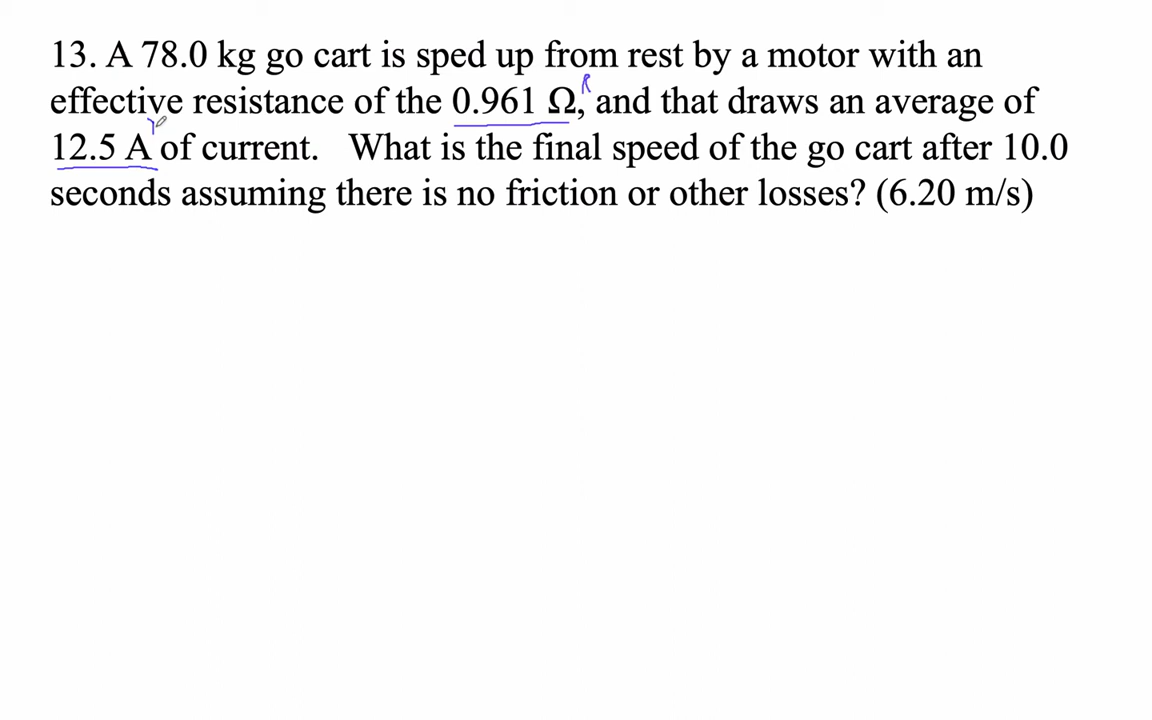 13. A 78.0 kg go cart is sped up from rest by a motor with an
R
effective resistance of the 0.961 Ω, and that draws an average of
12.5 A of current. What is the final speed of the go cart after 10.0
seconds assuming there is no friction or other losses? (6.20 m/s)